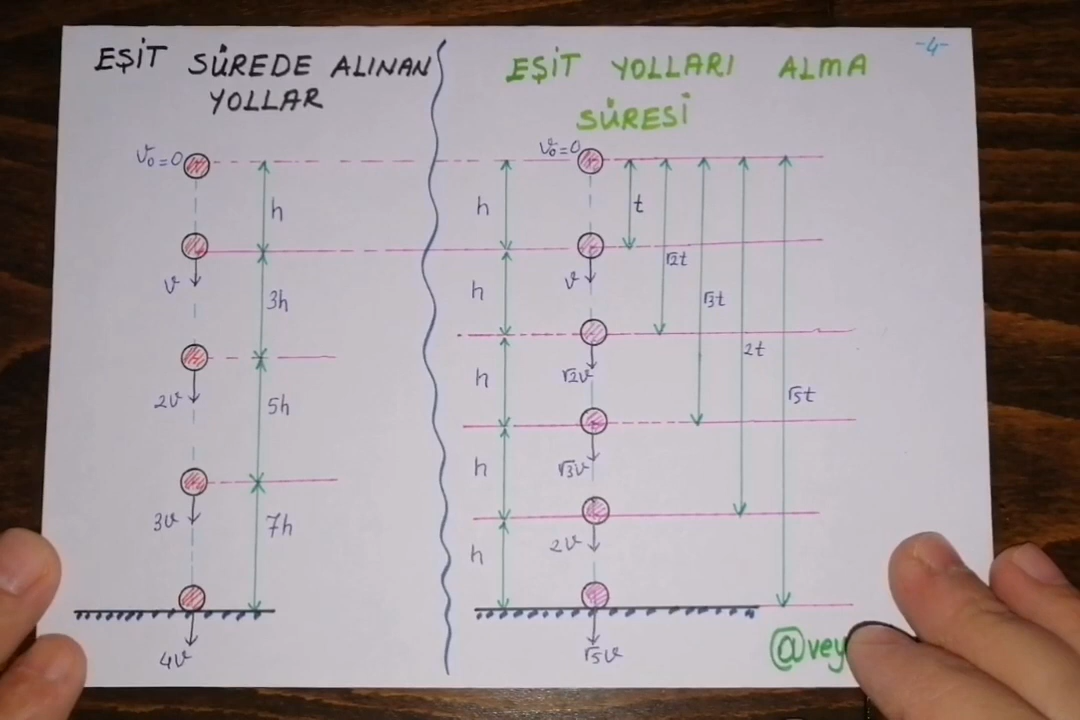 EŞİT SÜREDE ALINAN
YOLLAR
v₀=0
h
v
3h
2v
5h
3v
7h
4v
-4-
EŞİT YOLLARI ALMA
SÜRESİ
v₀=0
h
t
v
√2t
h
√3t
√2v
h
2t
√3v
h
√5t
2v
h
√5v
@vey